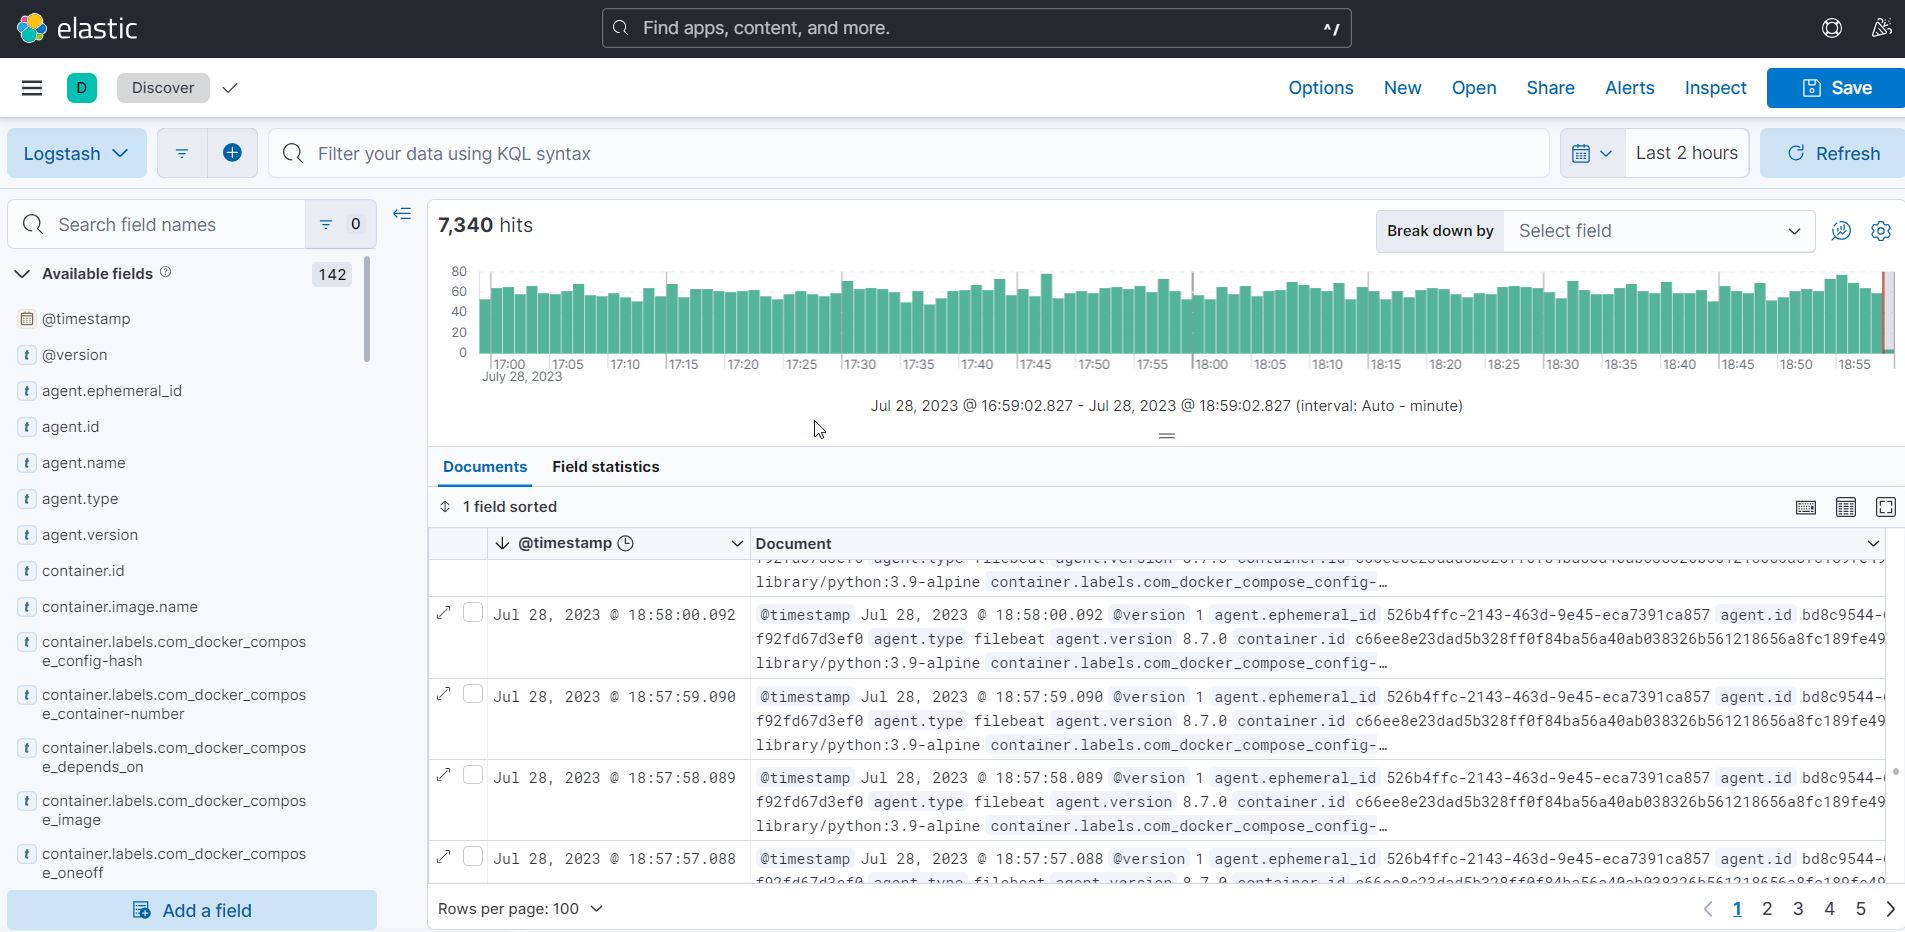 elastic
Find apps, content, and more.
^/
D
Discover
Options
New
Open
Share
Alerts
Inspect
Save
Logstash
Filter your data using KQL syntax
Last 2 hours
Refresh
Search field names
0
Available fields
142
@timestamp
@version
agent.ephemeral_id
agent.id
agent.name
agent.type
agent.version
container.id
container.image.name
container.labels.com_docker_compos
e_config-hash
container.labels.com_docker_compos
e_container-number
container.labels.com_docker_compos
e_depends_on
container.labels.com_docker_compos
e_image
container.labels.com_docker_compos
e_oneoff
Add a field
7,340 hits
Break down by
Select field
80
60
40
20
0
17:00 17:05 17:10 17:15 17:20 17:25 17:30 17:35 17:40 17:45 17:50 17:55 18:00 18:05 18:10 18:15 18:20 18:25 18:30 18:35 18:40 18:45 18:50 18:55
July 28, 2023
Jul 28, 2023 @ 16:59:02.827 - Jul 28, 2023 @ 18:59:02.827 (interval: Auto - minute)
Documents
Field statistics
1 field sorted
@timestamp
Document
library/python:3.9-alpine container.labels.com_docker_compose_config-…
Jul 28, 2023 @ 18:58:00.092
@timestamp Jul 28, 2023 @ 18:58:00.092 @version 1 agent.ephemeral_id 526b4ffc-2143-463d-9e45-eca7391ca857 agent.id bd8c9544-
f92fd67d3ef0 agent.type filebeat agent.version 8.7.0 container.id c66ee8e23dad5b328ff0f84ba56a40ab038326b561218656a8fc189fe49
library/python:3.9-alpine container.labels.com_docker_compose_config-…
Jul 28, 2023 @ 18:57:59.090
@timestamp Jul 28, 2023 @ 18:57:59.090 @version 1 agent.ephemeral_id 526b4ffc-2143-463d-9e45-eca7391ca857 agent.id bd8c9544-
f92fd67d3ef0 agent.type filebeat agent.version 8.7.0 container.id c66ee8e23dad5b328ff0f84ba56a40ab038326b561218656a8fc189fe49
library/python:3.9-alpine container.labels.com_docker_compose_config-…
Jul 28, 2023 @ 18:57:58.089
@timestamp Jul 28, 2023 @ 18:57:58.089 @version 1 agent.ephemeral_id 526b4ffc-2143-463d-9e45-eca7391ca857 agent.id bd8c9544-
f92fd67d3ef0 agent.type filebeat agent.version 8.7.0 container.id c66ee8e23dad5b328ff0f84ba56a40ab038326b561218656a8fc189fe49
library/python:3.9-alpine container.labels.com_docker_compose_config-…
Jul 28, 2023 @ 18:57:57.088
@timestamp Jul 28, 2023 @ 18:57:57.088 @version 1 agent.ephemeral_id 526b4ffc-2143-463d-9e45-eca7391ca857 agent.id bd8c9544-
Rows per page: 100
1 2 3 4 5